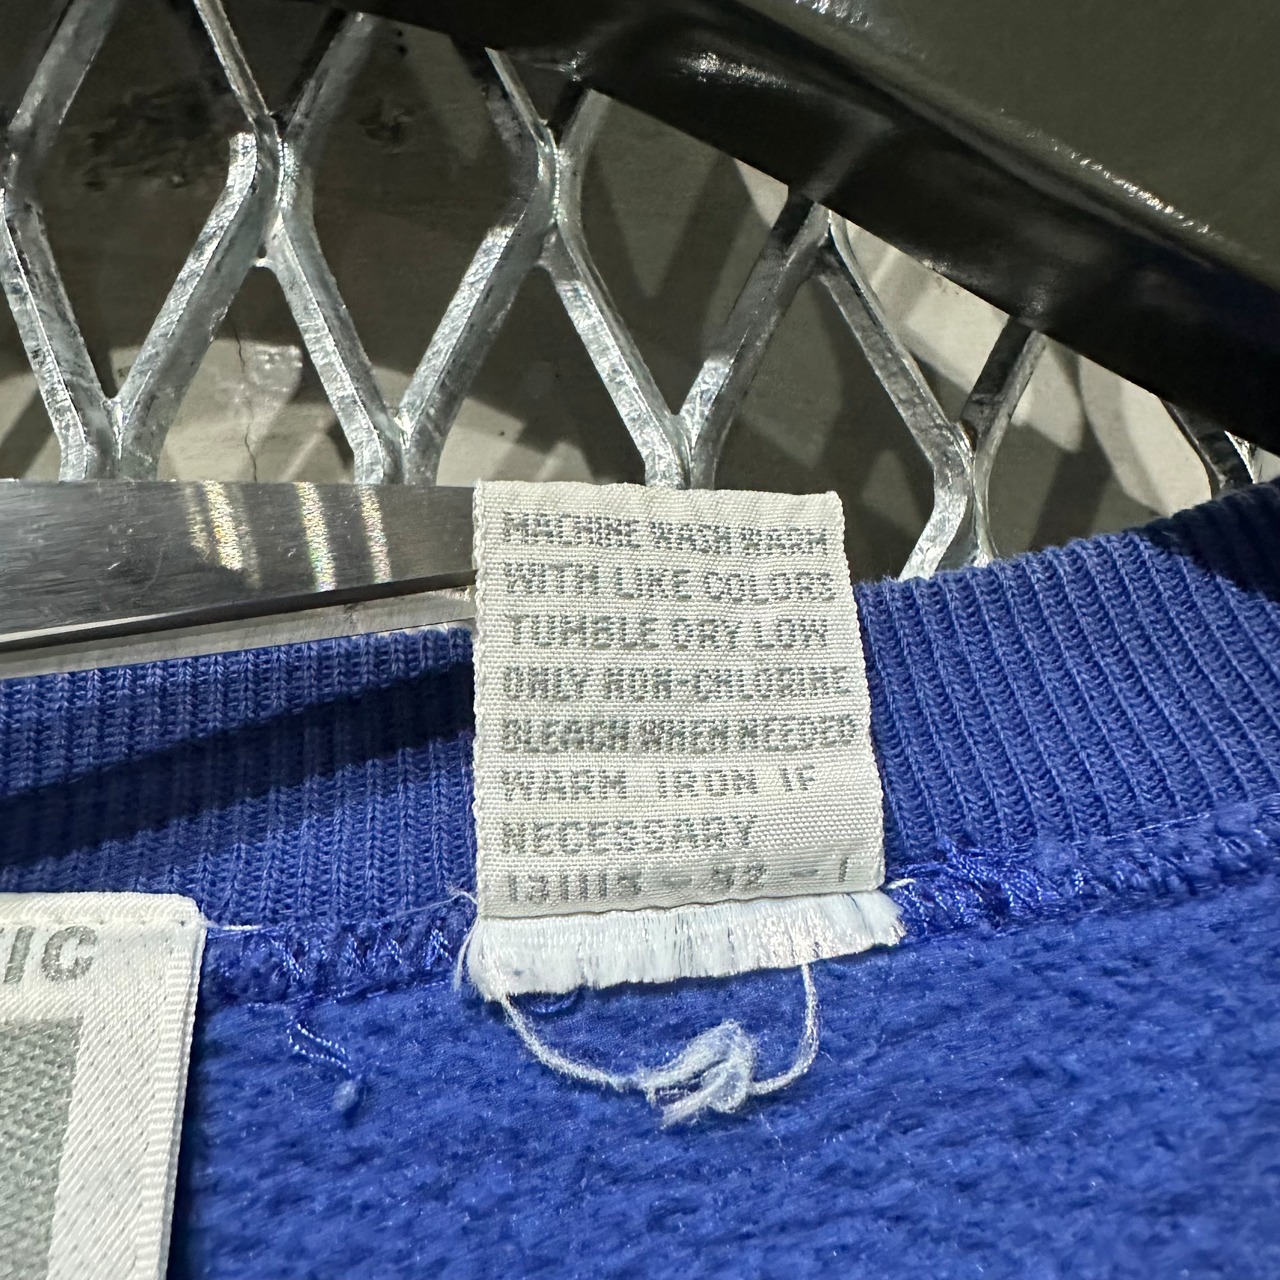 MACHINE WASH WARM
WITH LIKE COLORS
TUMBLE DRY LOW
ONLY NON-CHLORINE
BLEACH WHEN NEEDED
WARM IRON IF
NECESSARY
IC